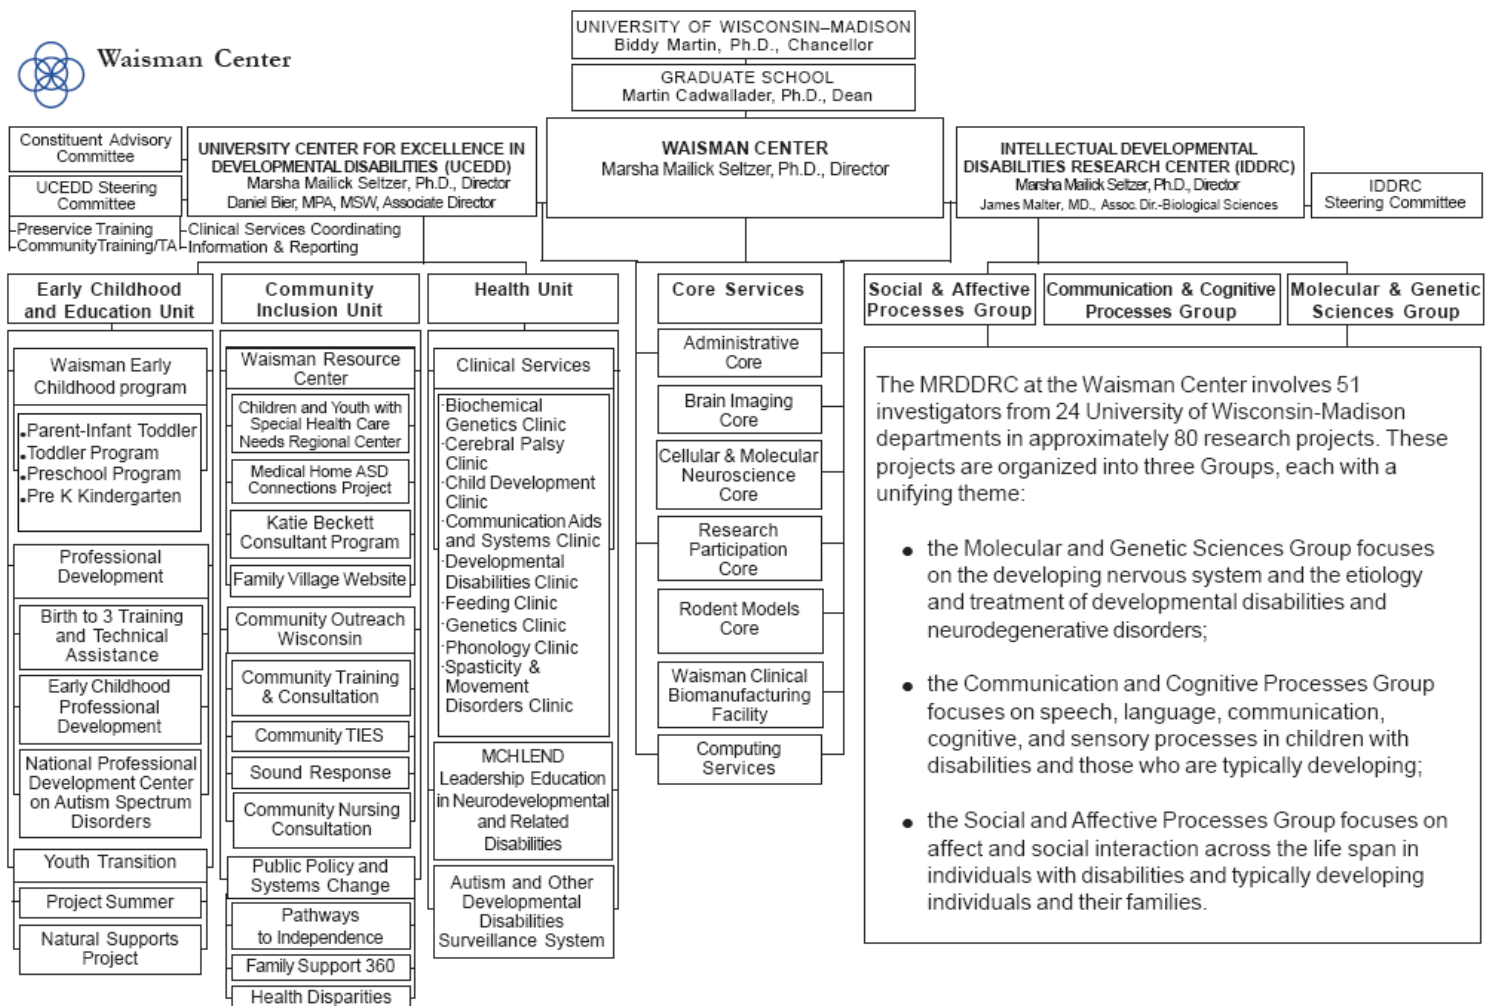 Waisman Center
UNIVERSITY OF WISCONSIN–MADISON
Biddy Martin, Ph.D., Chancellor
GRADUATE SCHOOL
Martin Cadwallader, Ph.D., Dean
Constituent Advisory
Committee
UCEDD Steering
Committee
UNIVERSITY CENTER FOR EXCELLENCE IN
DEVELOPMENTAL DISABILITIES (UCEDD)
Marsha Mailick Seltzer, Ph.D., Director
Daniel Bier, MPA, MSW, Associate Director
WAISMAN CENTER
Marsha Mailick Seltzer, Ph.D., Director
INTELLECTUAL DEVELOPMENTAL
DISABILITIES RESEARCH CENTER (IDDRC)
Marsha Mailick Seltzer, Ph.D., Director
James Malter, MD., Assoc. Dir.-Biological Sciences
IDDRC
Steering Committee
Preservice Training
Community Training/TA
Clinical Services Coordinating
Information & Reporting
Early Childhood
and Education Unit
Waisman Early
Childhood program
Parent-Infant Toddler
Toddler Program
Preschool Program
Pre K Kindergarten
Professional
Development
Birth to 3 Training
and Technical
Assistance
Early Childhood
Professional
Development
National Professional
Development Center
on Autism Spectrum
Disorders
Youth Transition
Project Summer
Natural Supports
Project
Community
Inclusion Unit
Waisman Resource
Center
Children and Youth with
Special Health Care
Needs Regional Center
Medical Home ASD
Connections Project
Katie Beckett
Consultant Program
Family Village Website
Community Outreach
Wisconsin
Community Training
& Consultation
Community TIES
Sound Response
Community Nursing
Consultation
Public Policy and
Systems Change
Pathways
to Independence
Family Support 360
Health Disparities
Health Unit
Clinical Services
·Biochemical
Genetics Clinic
·Cerebral Palsy
Clinic
·Child Development
Clinic
·Communication Aids
and Systems Clinic
·Developmental
Disabilities Clinic
·Feeding Clinic
·Genetics Clinic
·Phonology Clinic
·Spasticity &
Movement
Disorders Clinic
MCHLEND
Leadership Education
in Neurodevelopmental
and Related
Disabilities
Autism and Other
Developmental
Disabilities
Surveillance System
Core Services
Administrative
Core
Brain Imaging
Core
Cellular & Molecular
Neuroscience
Core
Research
Participation
Core
Rodent Models
Core
Waisman Clinical
Biomanufacturing
Facility
Computing
Services
Social & Affective
Processes Group
Communication & Cognitive
Processes Group
Molecular & Genetic
Sciences Group
The MRDDRC at the Waisman Center involves 51
investigators from 24 University of Wisconsin-Madison
departments in approximately 80 research projects. These
projects are organized into three Groups, each with a
unifying theme:
● the Molecular and Genetic Sciences Group focuses
on the developing nervous system and the etiology
and treatment of developmental disabilities and
neurodegenerative disorders;
● the Communication and Cognitive Processes Group
focuses on speech, language, communication,
cognitive, and sensory processes in children with
disabilities and those who are typically developing;
● the Social and Affective Processes Group focuses on
affect and social interaction across the life span in
individuals with disabilities and typically developing
individuals and their families.